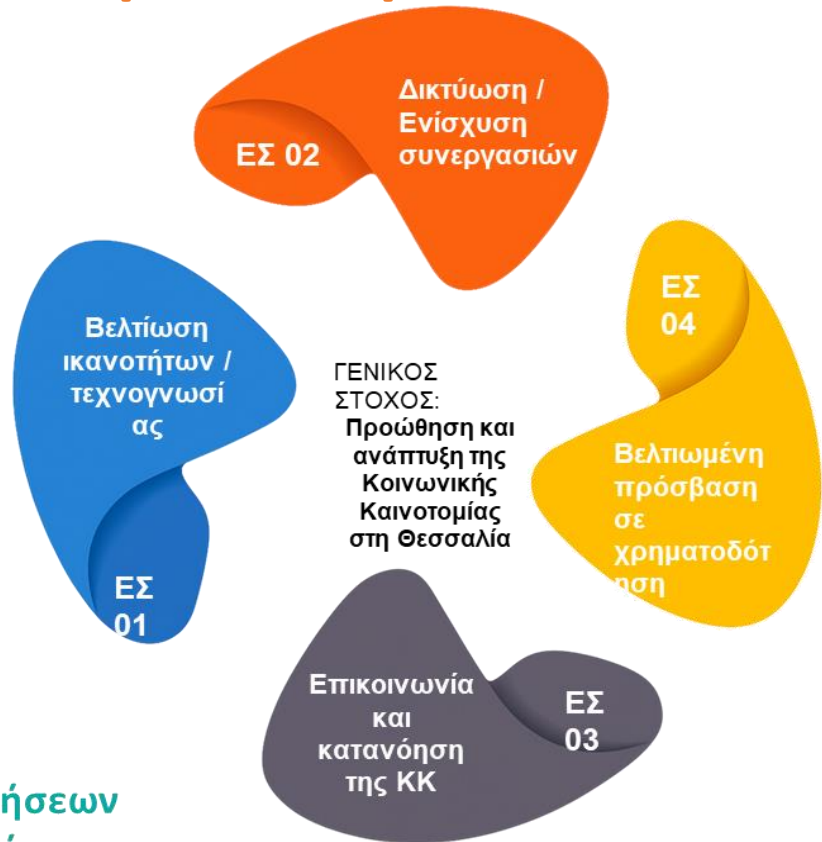 Δικτύωση /
Ενίσχυση
συνεργασιών
ΕΣ 02
ΕΣ
04
Βελτίωση
ικανοτήτων /
τεχνογνωσί
ας
ΓΕΝΙΚΟΣ
ΣΤΟΧΟΣ:
Προώθηση και
ανάπτυξη της
Κοινωνικής
Καινοτομίας
στη Θεσσαλία
Βελτιωμένη
πρόσβαση
σε
χρηματοδότ
ηση
ΕΣ
01
Επικοινωνία
και
κατανόηση
της ΚΚ
ΕΣ
03
ήσεων